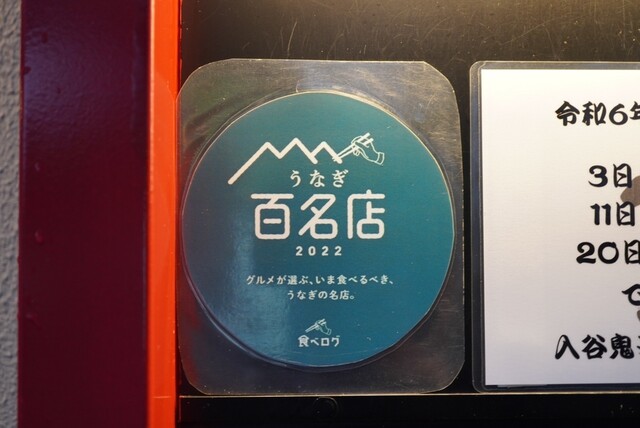 うなぎ
百名店
2022
グルメが選ぶ、いま食べるべき、
うなぎの名店。
食べログ
令和6年
3日
11日
20日
で
入谷鬼